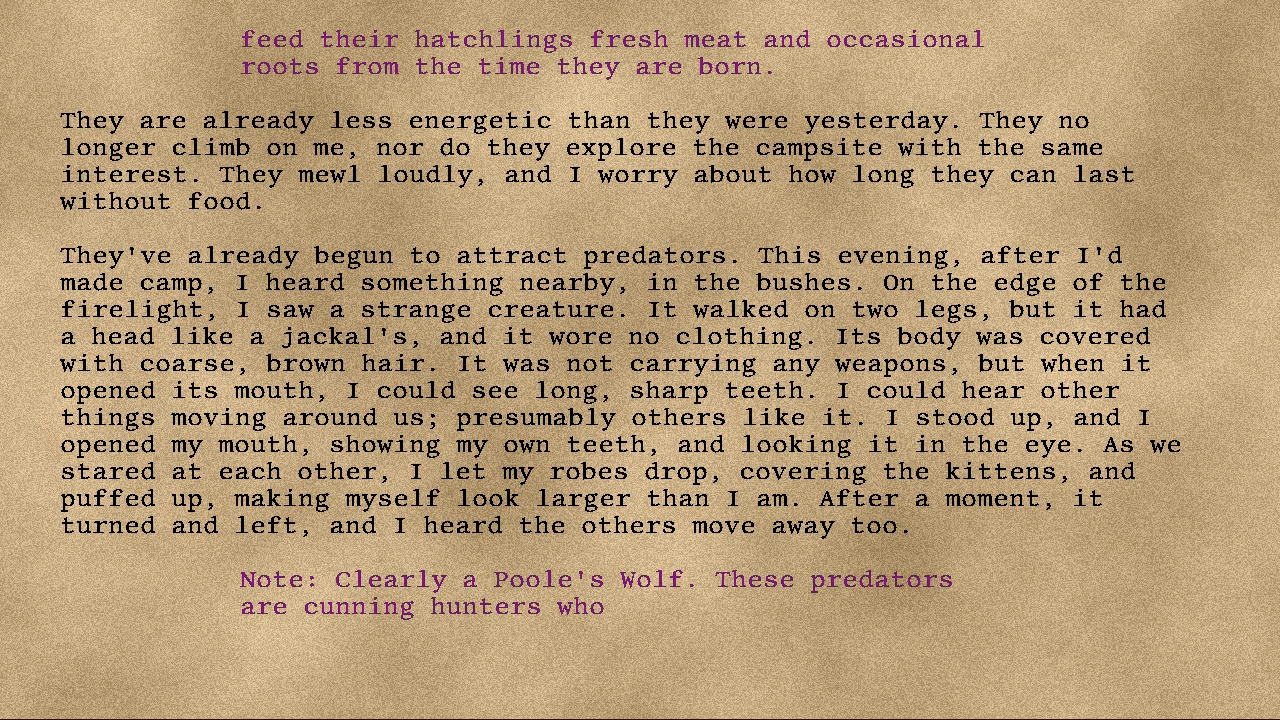 feed their hatchlings fresh meat and occasional
roots from the time they are born.
They are already less energetic than they were yesterday. They no
longer climb on me, nor do they explore the campsite with the same
interest. They mewl loudly, and I worry about how long they can last
without food.
They've already begun to attract predators. This evening, after I'd
made camp, I heard something nearby, in the bushes. On the edge of the
firelight, I saw a strange creature. It walked on two legs, but it had
a head like a jackal's, and it wore no clothing. Its body was covered
with coarse, brown hair. It was not carrying any weapons, but when it
opened its mouth, I could see long, sharp teeth. I could hear other
things moving around us; presumably others like it. I stood up, and I
opened my mouth, showing my own teeth, and looking it in the eye. As we
stared at each other, I let my robes drop, covering the kittens, and
puffed up, making myself look larger than I am. After a moment, it
turned and left, and I heard the others move away too.
Note: Clearly a Poole's Wolf. These predators
are cunning hunters who